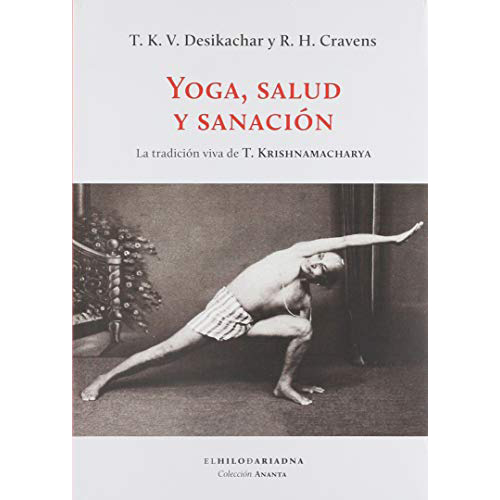 T. K. V. Desikachar y R. H. Cravens
YOGA, SALUD
Y SANACIÓN
La tradición viva de T. KRISHNAMACHARYA
ELHILODARIADNA
Colección ANANTA